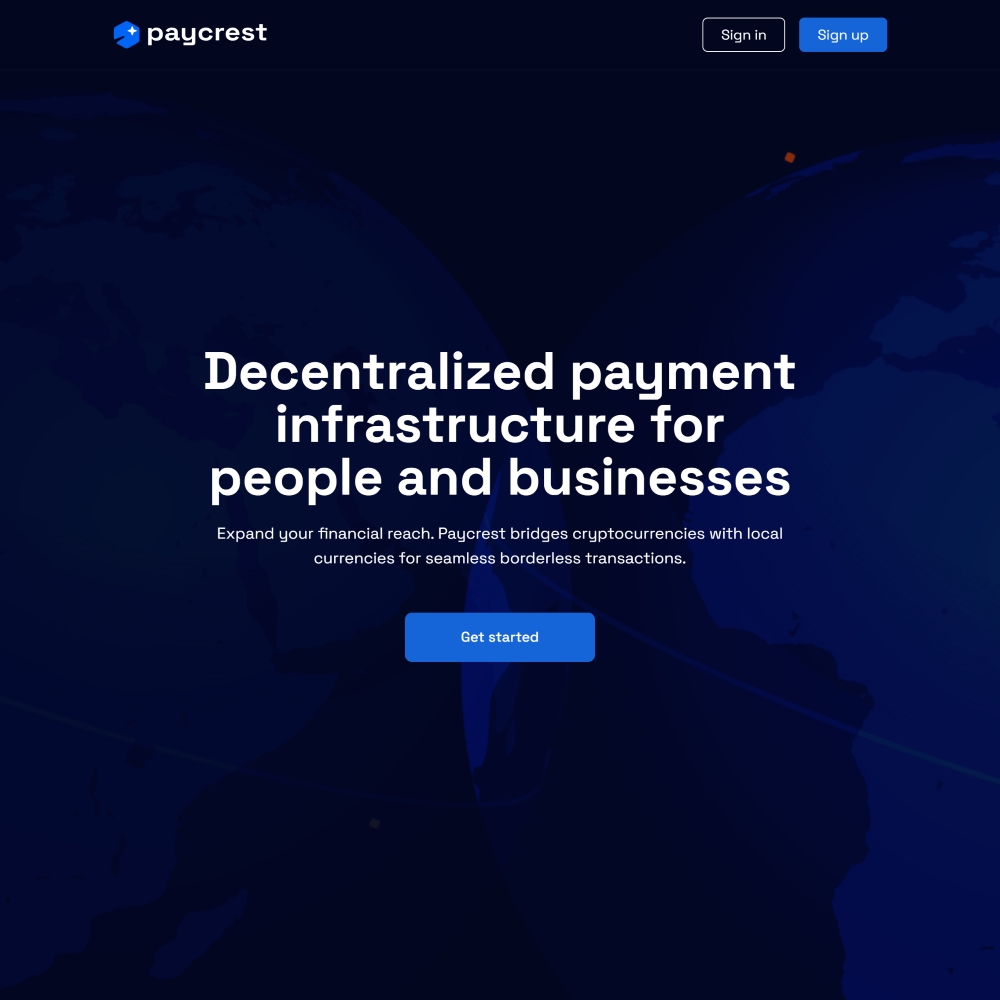 paycrest
Sign in
Sign up
Decentralized payment
infrastructure for
people and businesses
Expand your financial reach. Paycrest bridges cryptocurrencies with local
currencies for seamless borderless transactions.
Get started